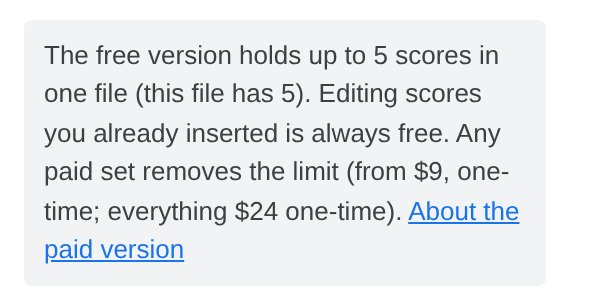 The free version holds up to 5 scores in
one file (this file has 5). Editing scores
you already inserted is always free. Any
paid set removes the limit (from $9, one-
time; everything $24 one-time). About the
paid version